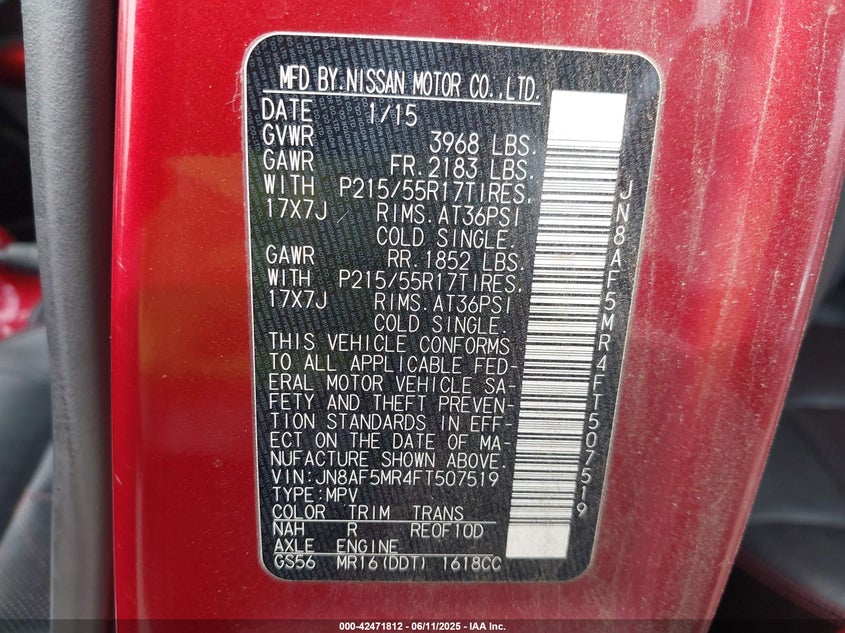 MFD BY.NISSAN MOTOR CO.,LTD.
DATE 1/15
GVWR 3968 LBS.
GAWR FR.2183 LBS.
WITH P215/55R17TIRES.
17X7J RIMS.AT36PSI
COLD SINGLE.
GAWR RR.1852 LBS.
WITH P215/55R17TIRES.
17X7J RIMS.AT36PSI
COLD SINGLE.
THIS VEHICLE CONFORMS
TO ALL APPLICABLE FED-
ERAL MOTOR VEHICLE SA-
FETY AND THEFT PREVEN-
TION STANDARDS IN EFF-
ECT ON THE DATE OF MA-
NUFACTURE SHOWN ABOVE.
VIN:JN8AF5MR4FT507519
TYPE:MPV
COLOR TRIM TRANS
NAH R RE0F10D
AXLE ENGINE
GS56 MR16(DDT) 1618CC
JN8AF5MR4FT507519
000-42471812 - 06/11/2025 - IAA Inc.